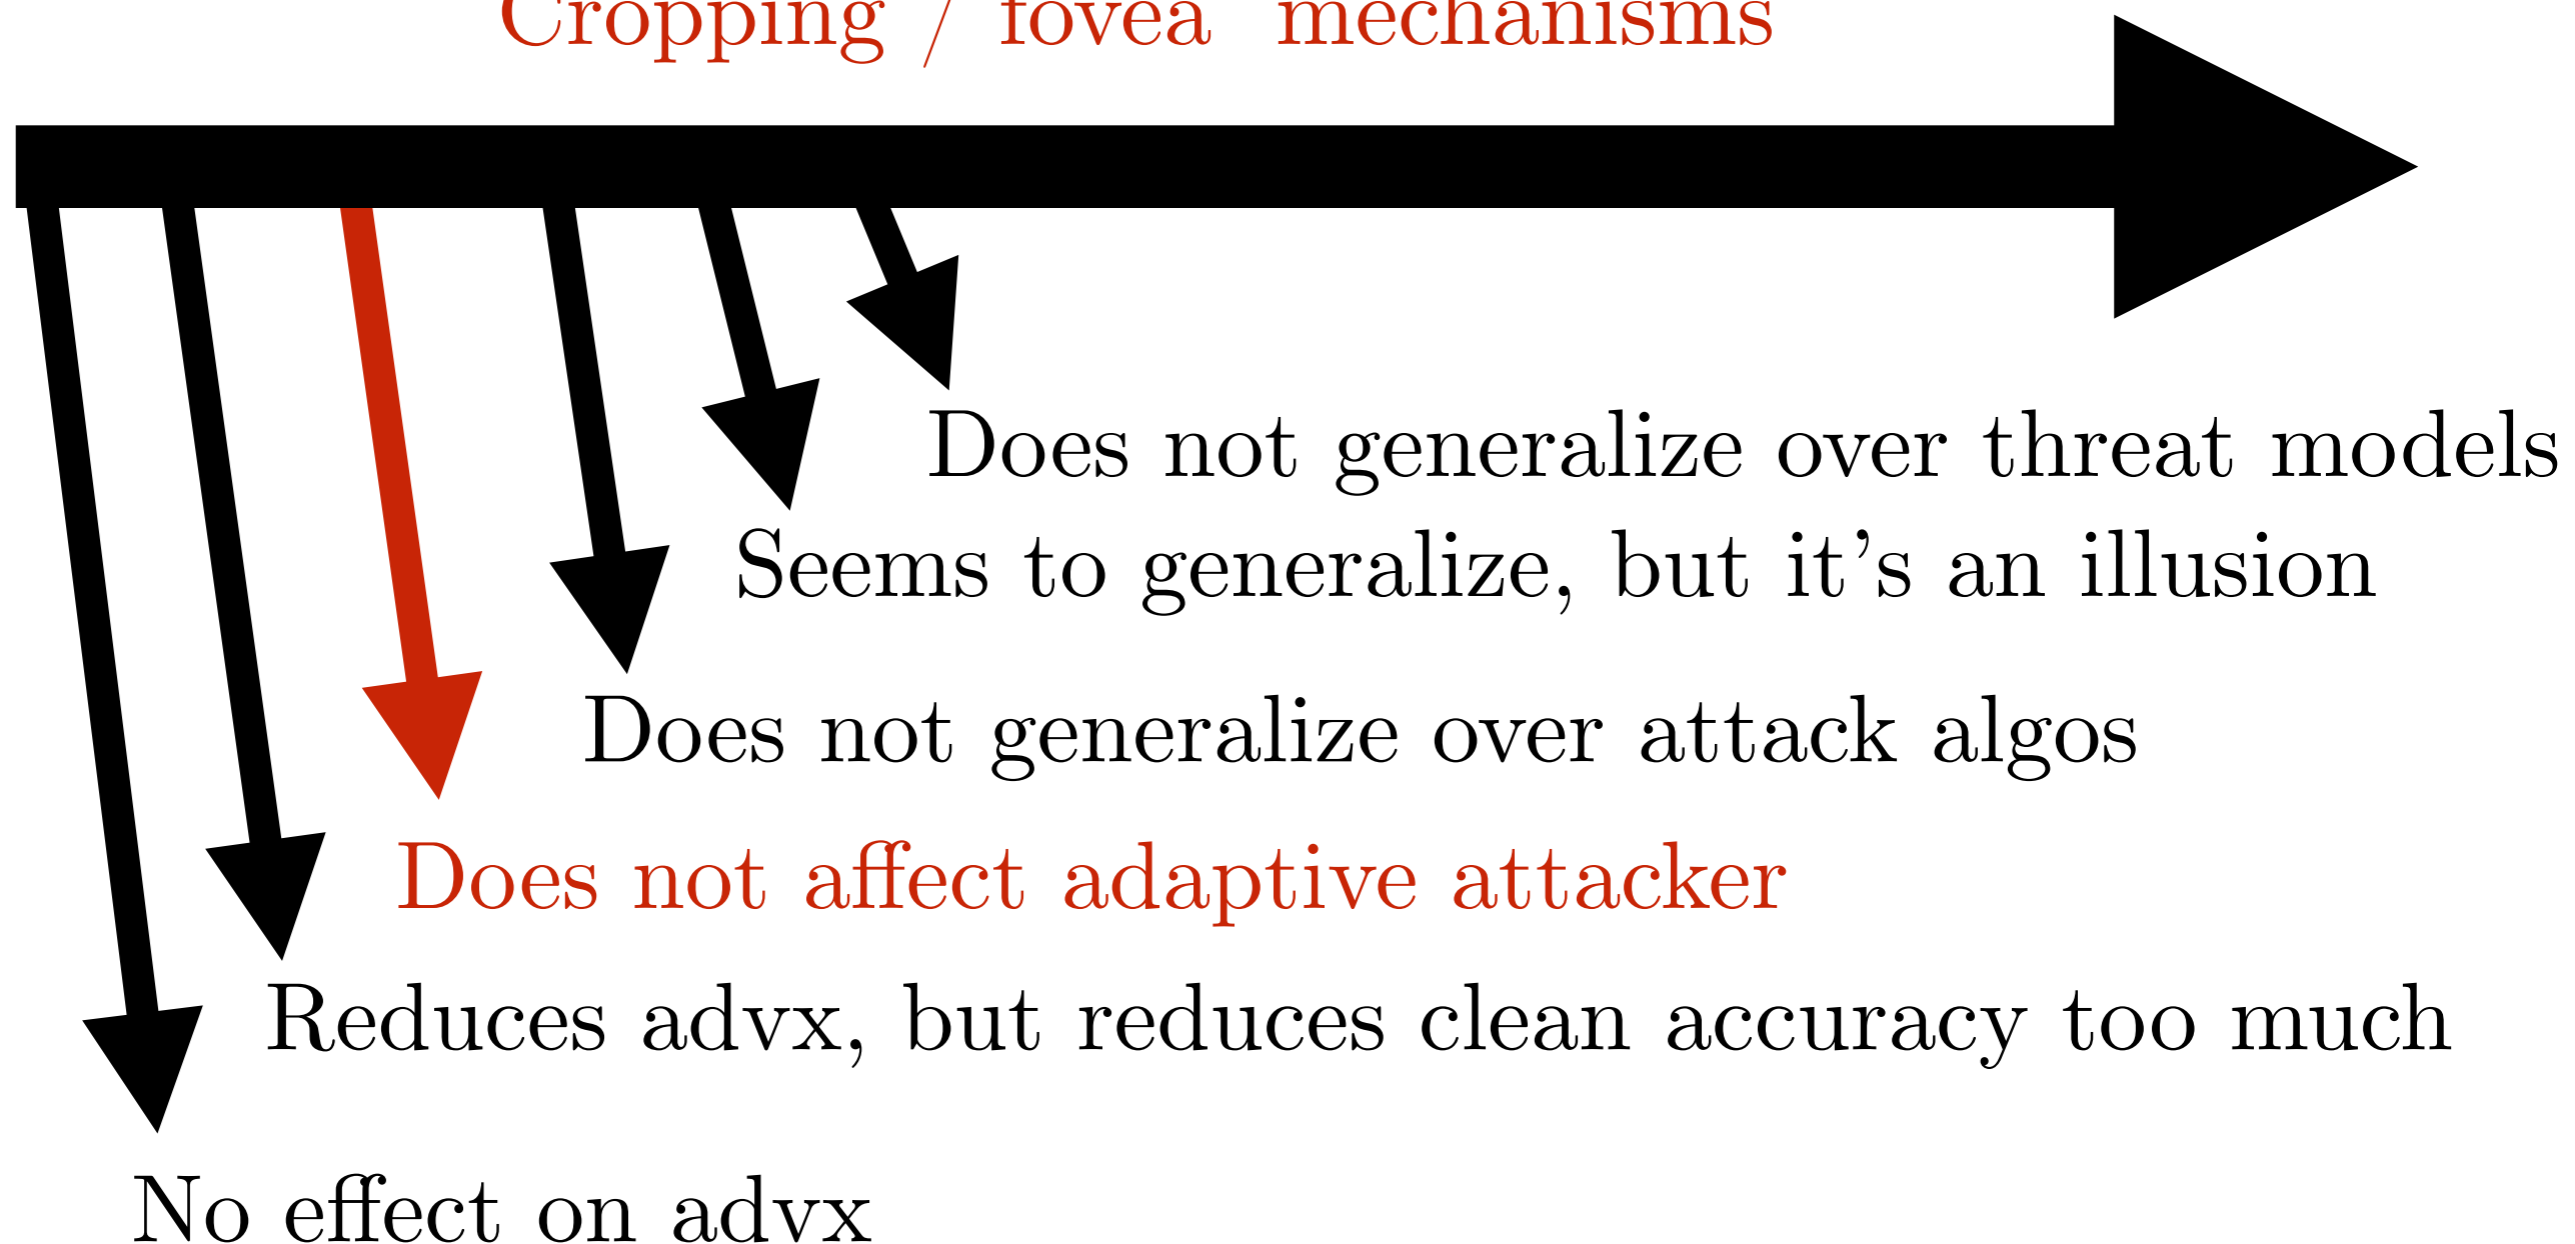 Cropping / fovea mechanisms
Does not generalize over threat models
Seems to generalize, but it's an illusion
Does not generalize over attack algos
Does not affect adaptive attacker
Reduces advx, but reduces clean accuracy too much
No effect on advx